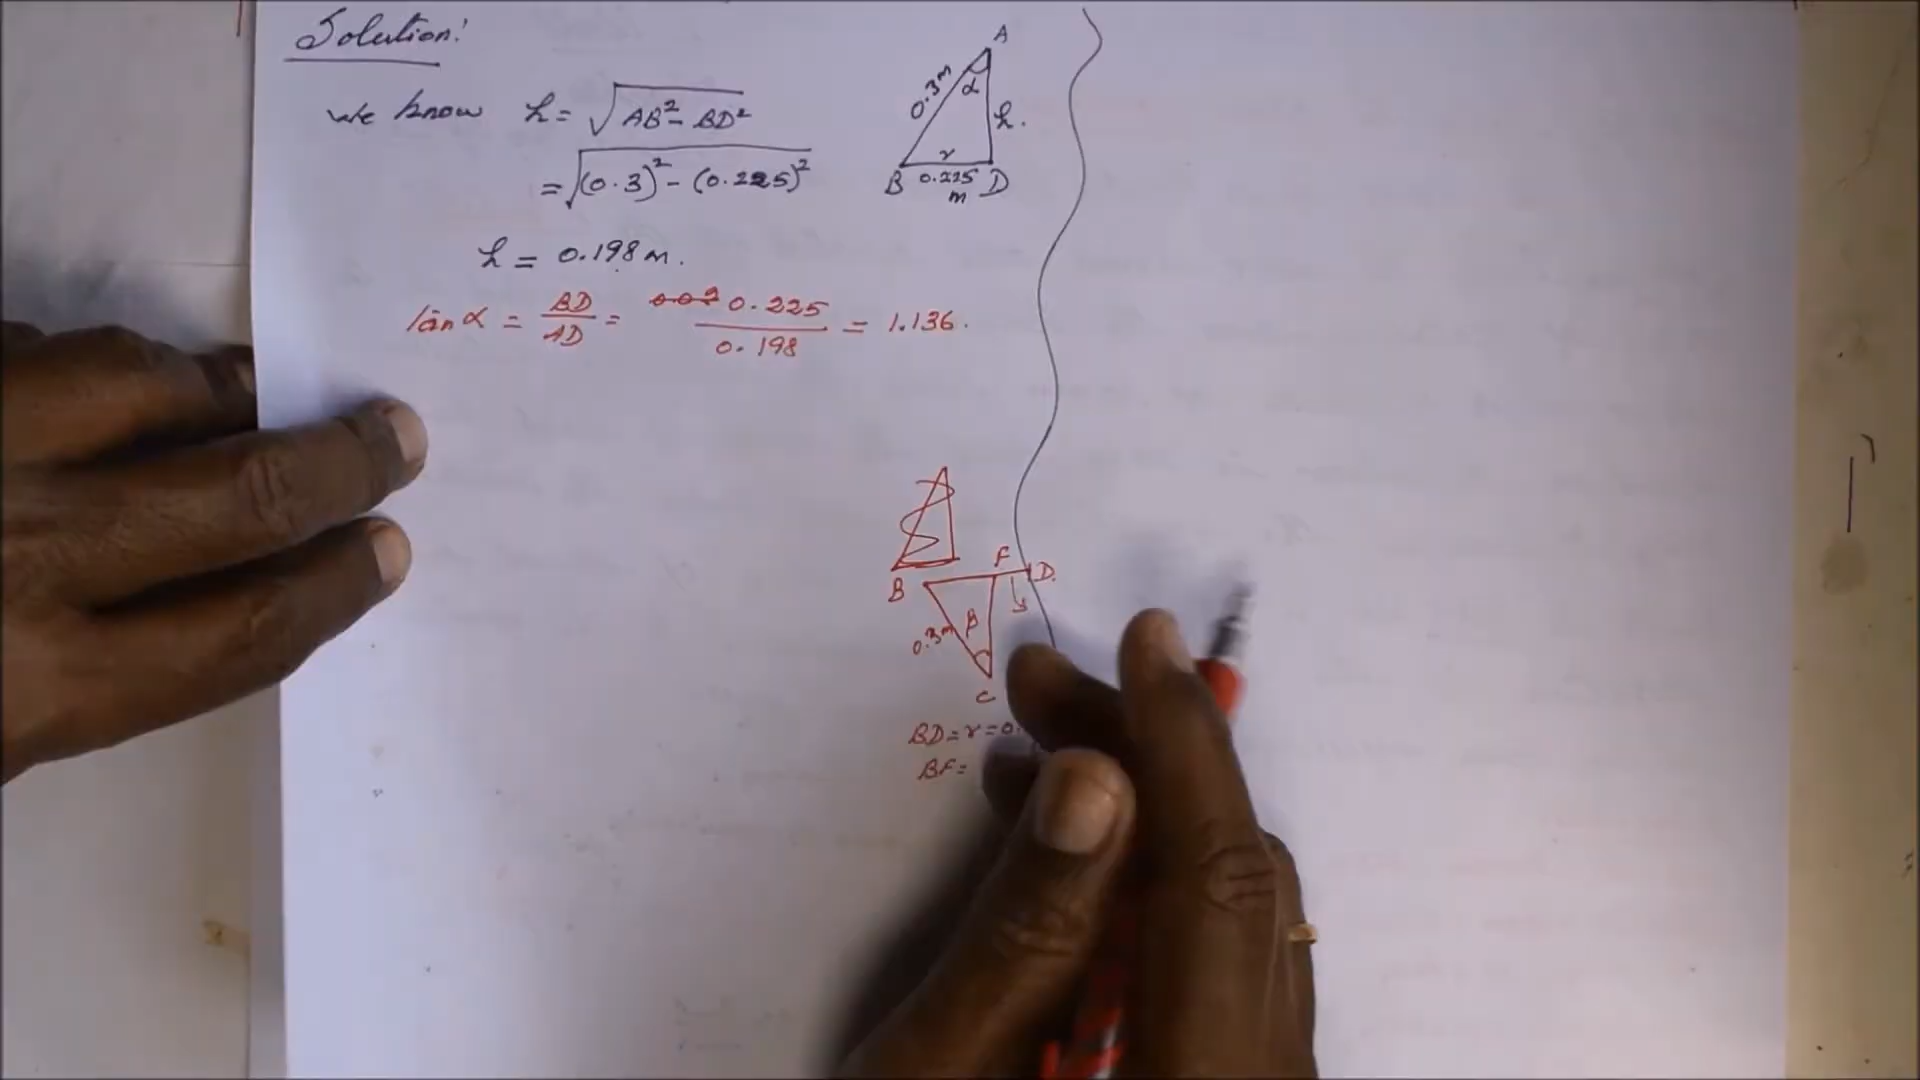 Solution:
We know h = √AB² - BD²
= √(0.3)² - (0.225)²
h = 0.198 m.
tan α = BD/AD = 0.225/0.198 = 1.136.
A
0.3m
α
h.
r
B 0.225 D
m
F
B
D.
β
0.3m
C
BD = r = 0.
BF =